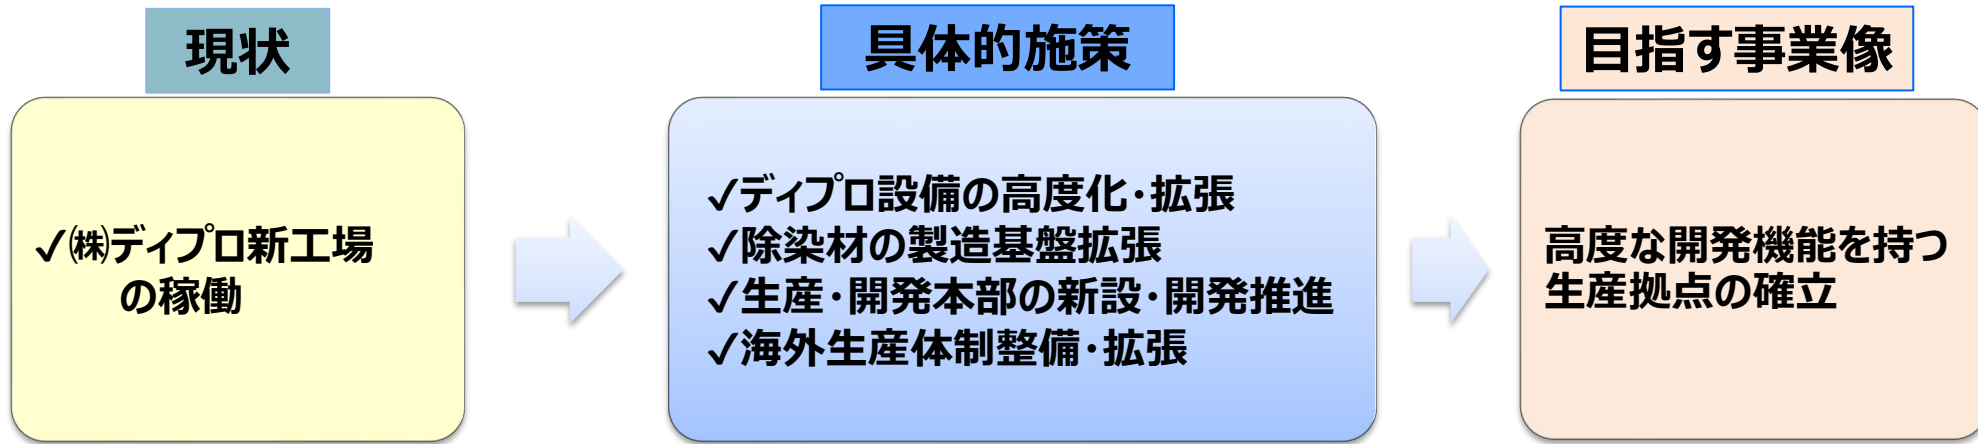 現状
✓㈱ディプロ新工場
の稼働
具体的施策
✓ディプロ設備の高度化・拡張
✓除染材の製造基盤拡張
✓生産・開発本部の新設・開発推進
✓海外生産体制整備・拡張
目指す事業像
高度な開発機能を持つ
生産拠点の確立